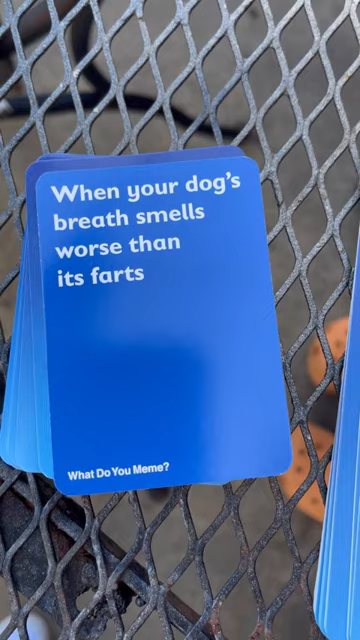 When your dog's
breath smells
worse than
its farts
What Do You Meme?